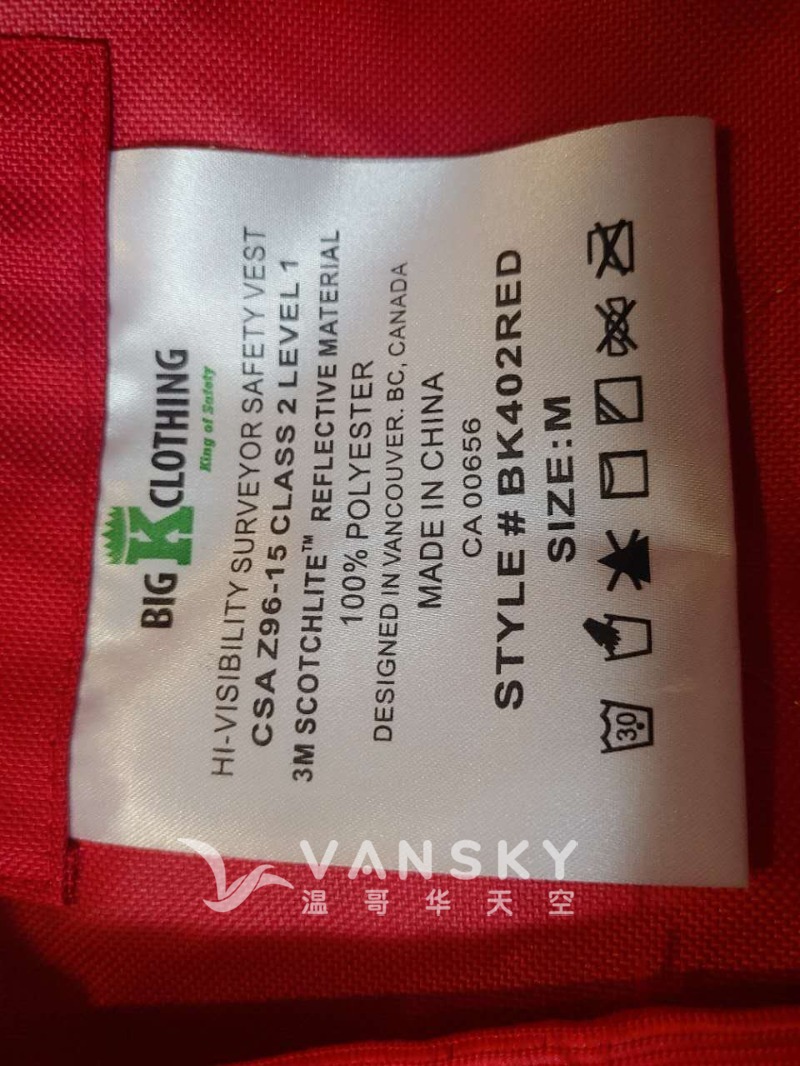 BIG K CLOTHING
King of Safety
HI-VISIBILITY SURVEYOR SAFETY VEST
CSA Z96-15 CLASS 2 LEVEL 1
3M SCOTCHLITE™ REFLECTIVE MATERIAL
100% POLYESTER
DESIGNED IN VANCOUVER. BC, CANADA
MADE IN CHINA
CA 00656
STYLE # BK402RED
SIZE:M
30
VANSKY
温哥华天空